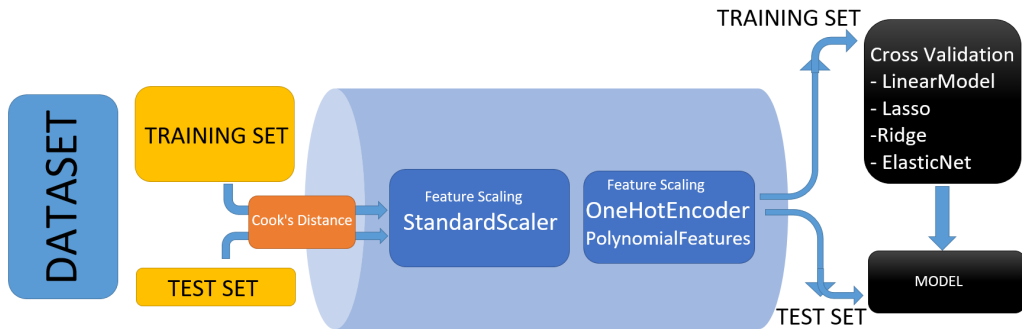 DATASET
TRAINING SET
TEST SET
Cook's Distance
Feature Scaling
StandardScaler
Feature Scaling
OneHotEncoder
PolynomialFeatures
TRAINING SET
TEST SET
Cross Validation
- LinearModel
- Lasso
-Ridge
- ElasticNet
MODEL